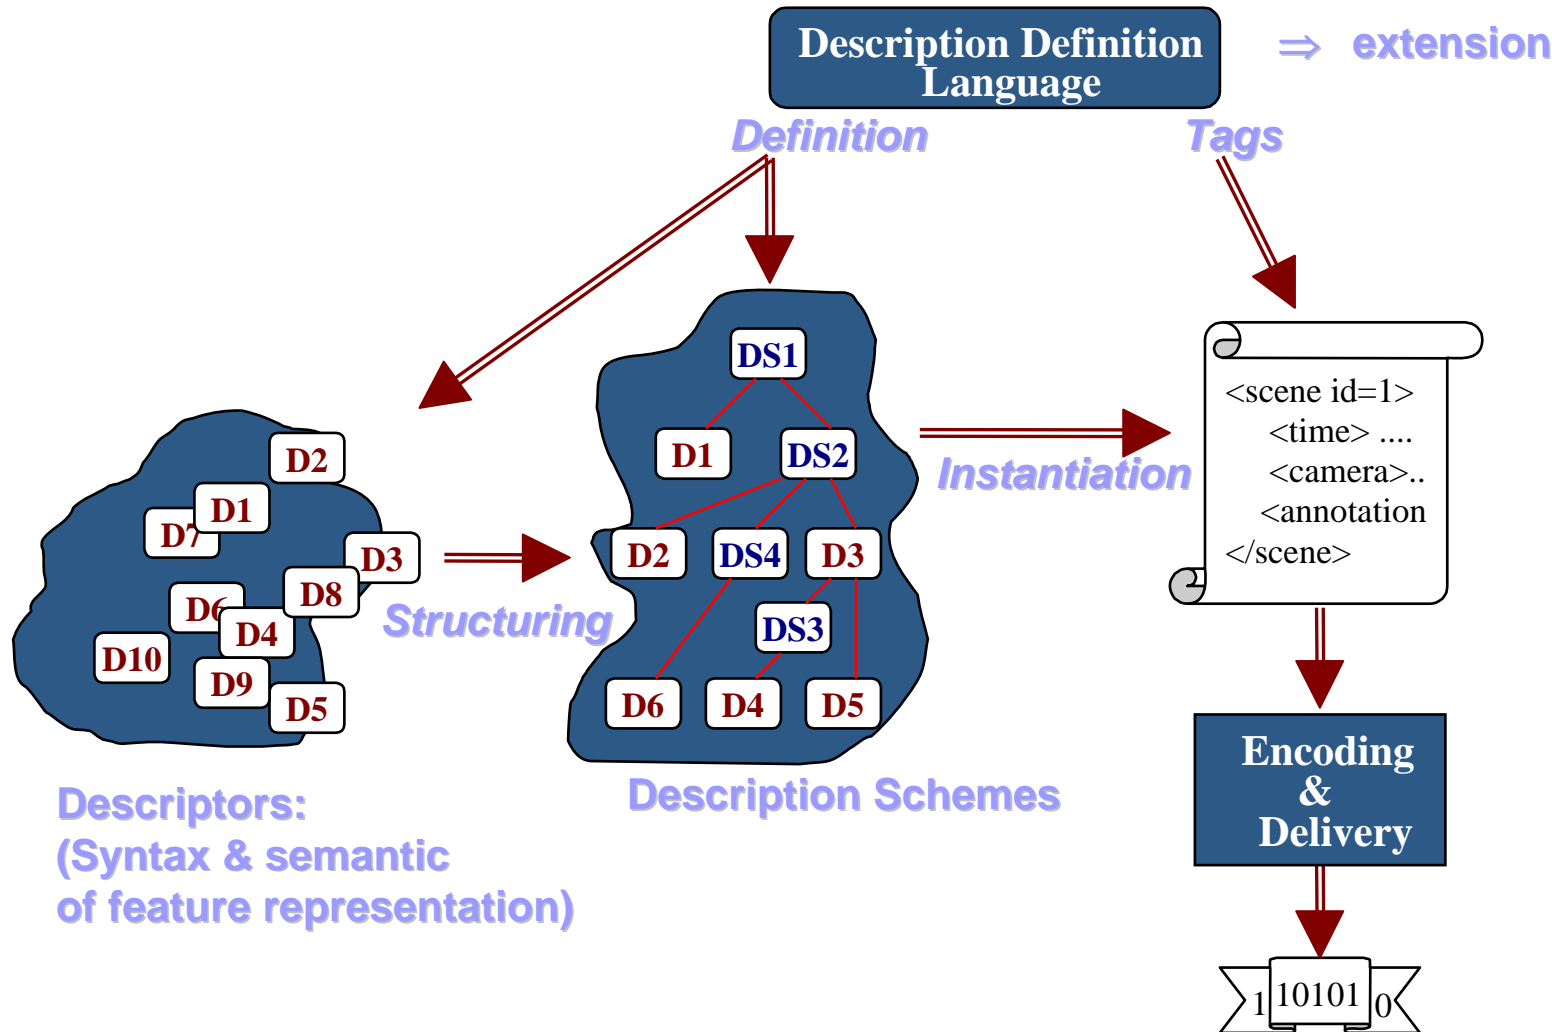 Description Definition
Language
⇒ extension
Definition
Tags
DS1
D1
DS2
D2
DS4
D3
DS3
D6
D4
D5
D2
D1
D7
D3
D8
D6
D4
D10
D9
D5
Structuring
Instantiation
<scene id=1>
<time> ....
<camera>..
<annotation
</scene>
Descriptors:
(Syntax & semantic
of feature representation)
Description Schemes
Encoding
&
Delivery
1 10101 0